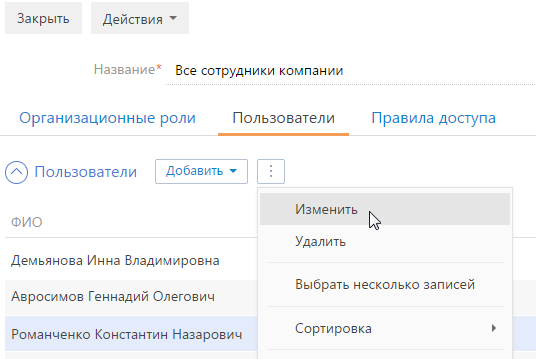 Закрыть Действия
Название* Все сотрудники компании
Организационные роли Пользователи Правила доступа
Пользователи Добавить
Изменить
ФИО
Удалить
Демьянова Инна Владимировна
Выбрать несколько записей
Авросимов Геннадий Олегович
Сортировка
Романченко Константин Назарович